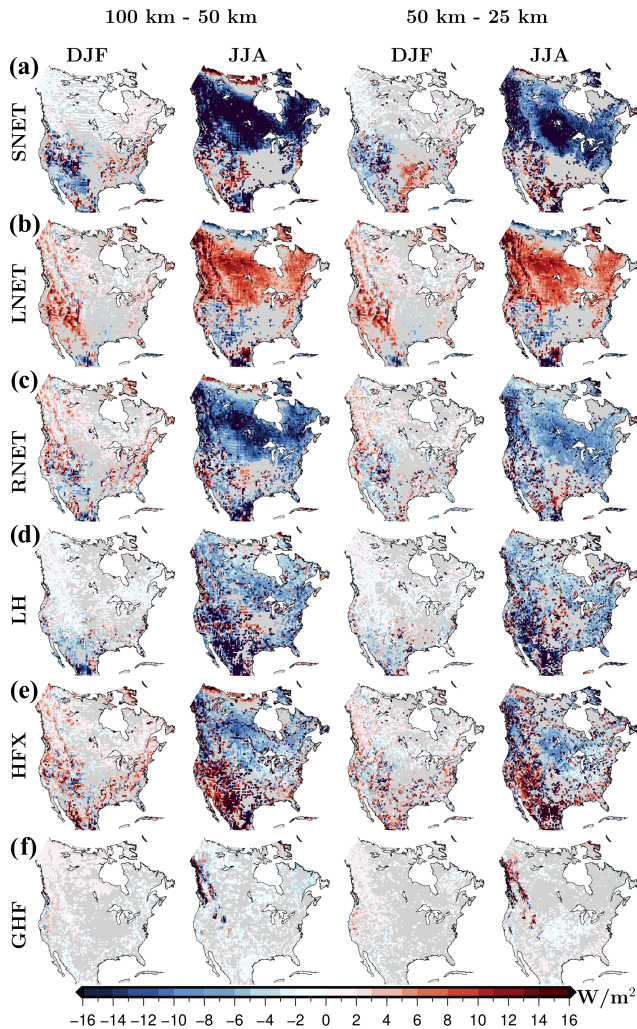 100 km - 50 km 50 km - 25 km
DJF JJA DJF JJA
(a) SNET
(b) LNET
(c) RNET
(d) LH
(e) HFX
(f) GHF
−16 −14 −12 −10 −8 −6 −4 −2 0 2 4 6 8 10 12 14 16 W/m²